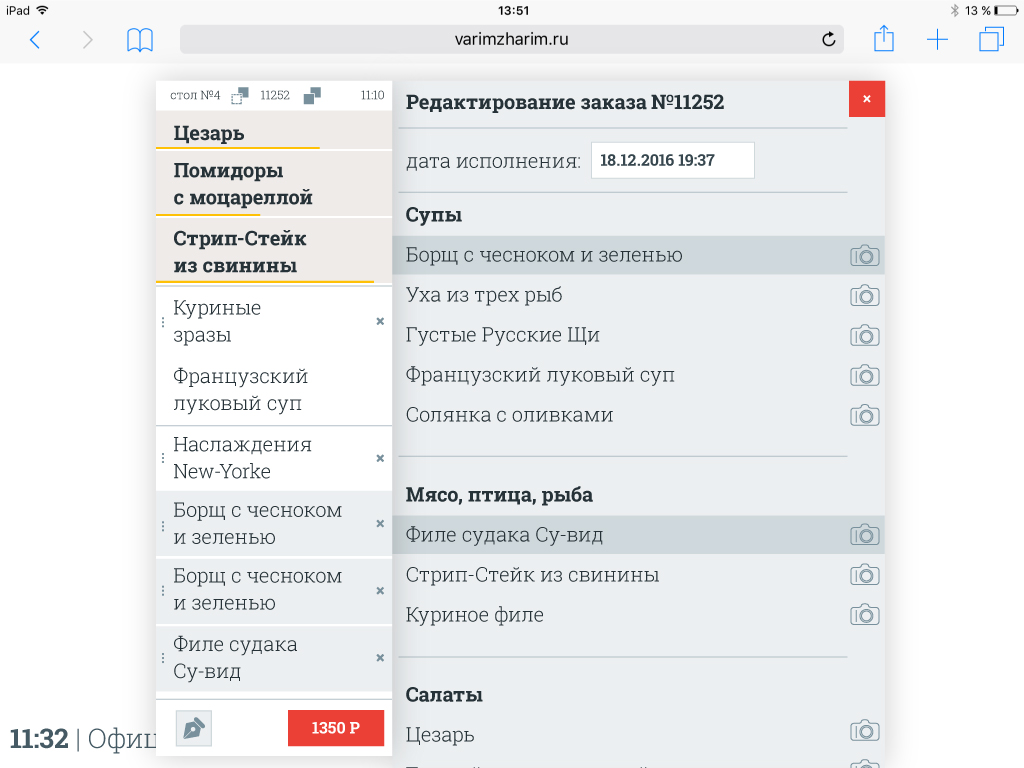 iPad 13:51 13 %
varimzharim.ru
стол №4 11252 11:10
Цезарь
Помидоры
с моцареллой
Стрип-Стейк
из свинины
Куриные
зразы
Французский
луковый суп
Наслаждения
New-Yorke
Борщ с чесноком
и зеленью
Борщ с чесноком
и зеленью
Филе судака
Су-вид
1350 Р
Редактирование заказа №11252
дата исполнения: 18.12.2016 19:37
Супы
Борщ с чесноком и зеленью
Уха из трех рыб
Густые Русские Щи
Французский луковый суп
Солянка с оливками
Мясо, птица, рыба
Филе судака Су-вид
Стрип-Стейк из свинины
Куриное филе
Салаты
Цезарь
11:32 | Офиц